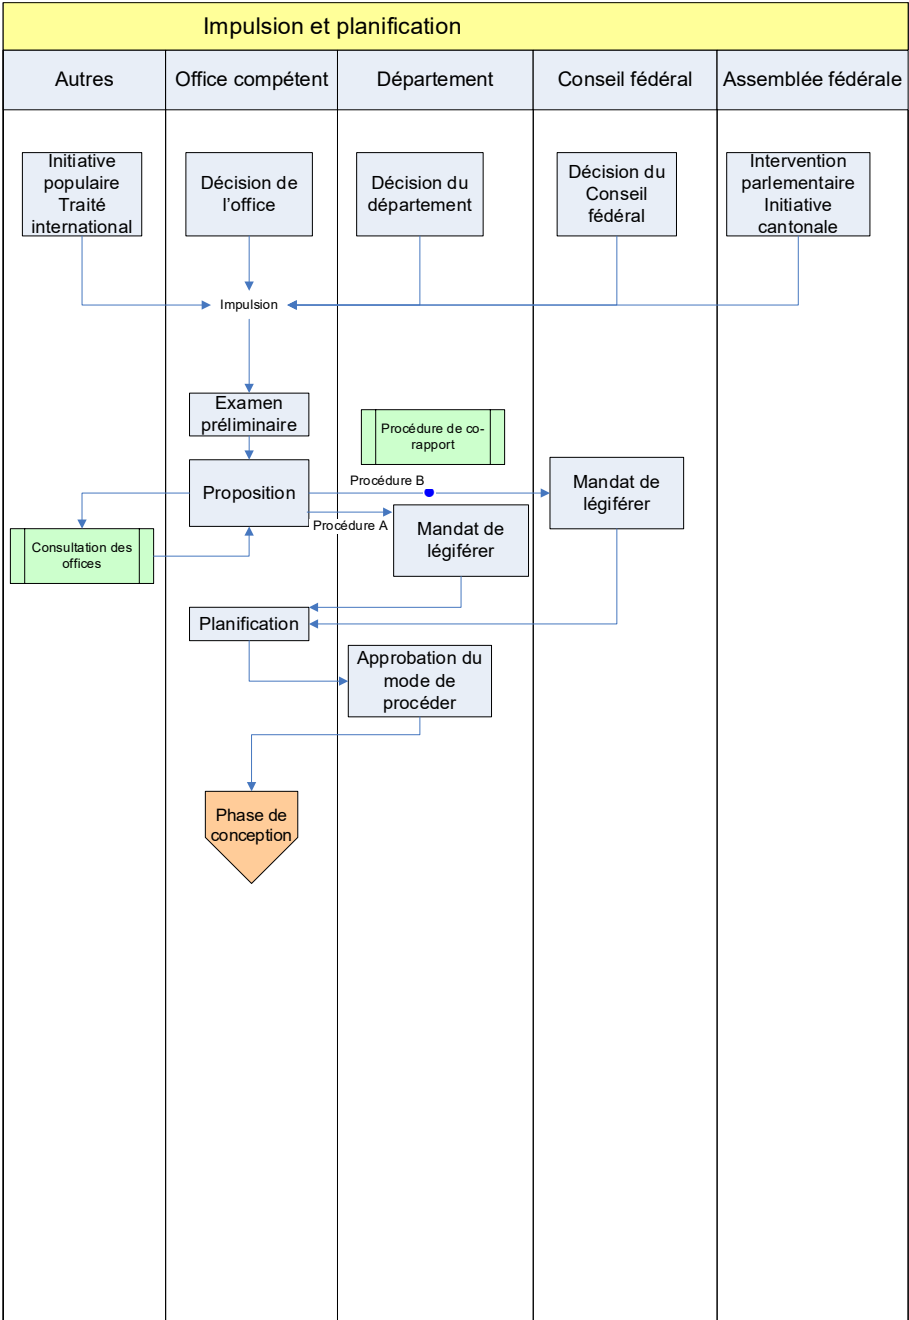 Impulsion et planification
Autres
Office compétent
Département
Conseil fédéral
Assemblée fédérale
Initiative
populaire
Traité
international
Décision de
l'office
Décision du
département
Décision du
Conseil
fédéral
Intervention
parlementaire
Initiative
cantonale
Impulsion
Examen
préliminaire
Procédure de co-
rapport
Proposition
Procédure B
Procédure A
Mandat de
légiférer
Mandat de
légiférer
Consultation des
offices
Planification
Approbation du
mode de
procéder
Phase de
conception